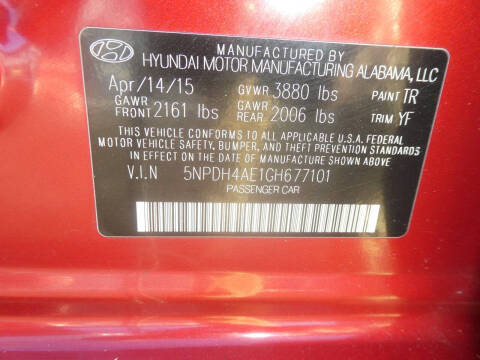 MANUFACTURED BY
HYUNDAI MOTOR MANUFACTURING ALABAMA, LLC
Apr/14/15 GVWR 3880 lbs PAINT TR
GAWR FRONT 2161 lbs GAWR REAR 2006 lbs TRIM YF
THIS VEHICLE CONFORMS TO ALL APPLICABLE U.S.A. FEDERAL
MOTOR VEHICLE SAFETY, BUMPER, AND THEFT PREVENTION STANDARDS
IN EFFECT ON THE DATE OF MANUFACTURE SHOWN ABOVE.
V.I.N 5NPDH4AE1GH677101
PASSENGER CAR